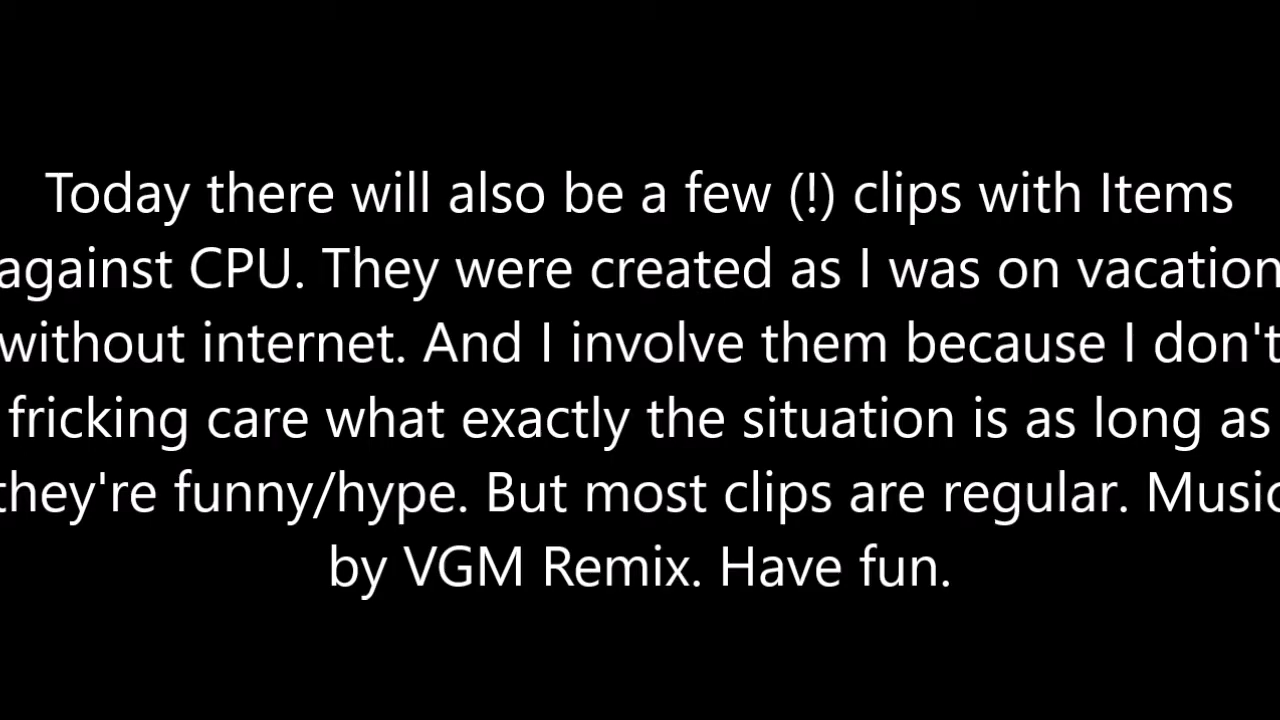 Today there will also be a few (!) clips with Items
against CPU. They were created as I was on vacation
without internet. And I involve them because I don't
fricking care what exactly the situation is as long as
they're funny/hype. But most clips are regular. Music
by VGM Remix. Have fun.